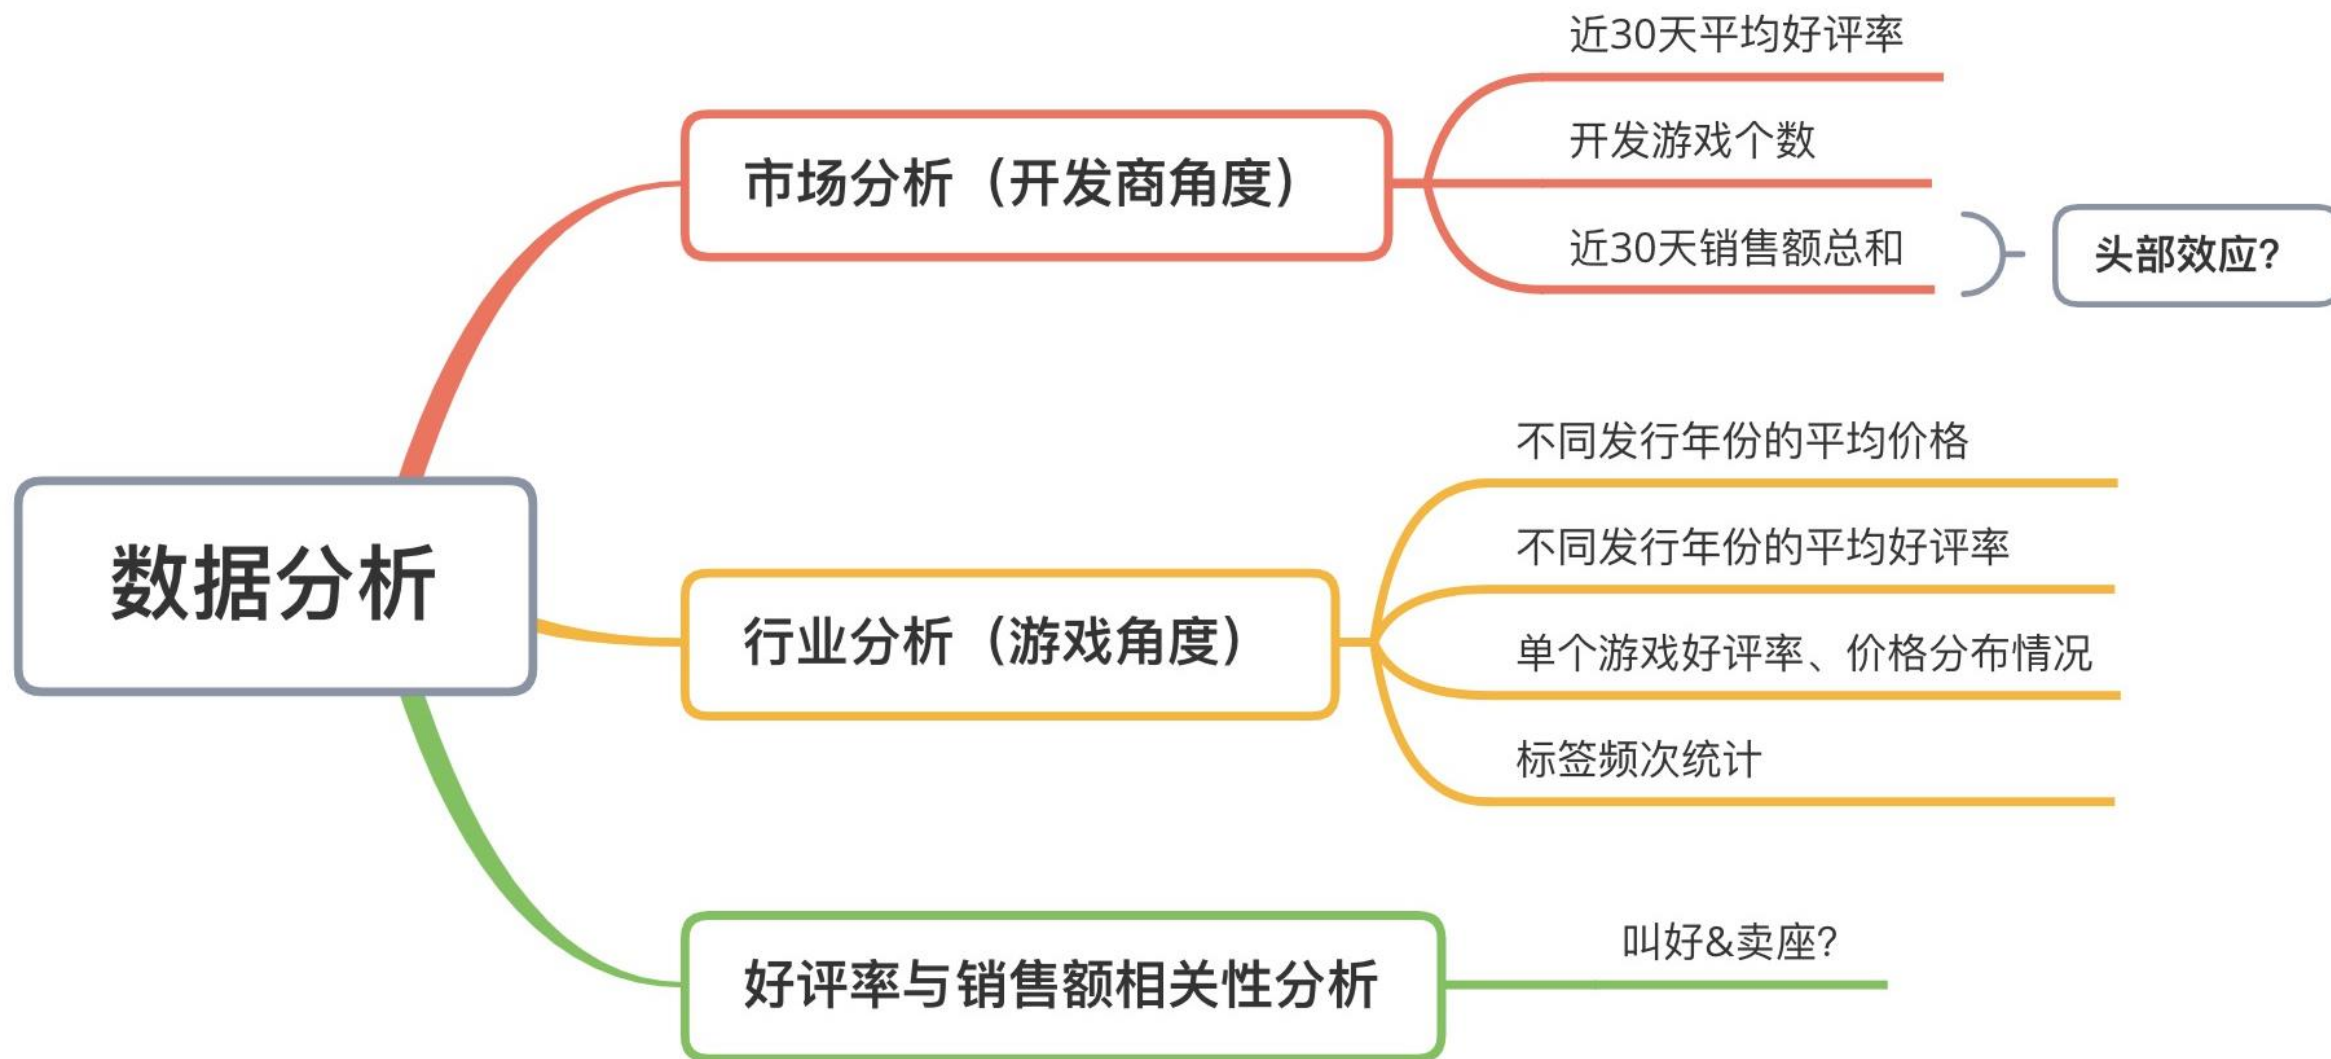 数据分析
市场分析（开发商角度）
近30天平均好评率
开发游戏个数
近30天销售额总和
头部效应?
行业分析（游戏角度）
不同发行年份的平均价格
不同发行年份的平均好评率
单个游戏好评率、价格分布情况
标签频次统计
好评率与销售额相关性分析
叫好&卖座?